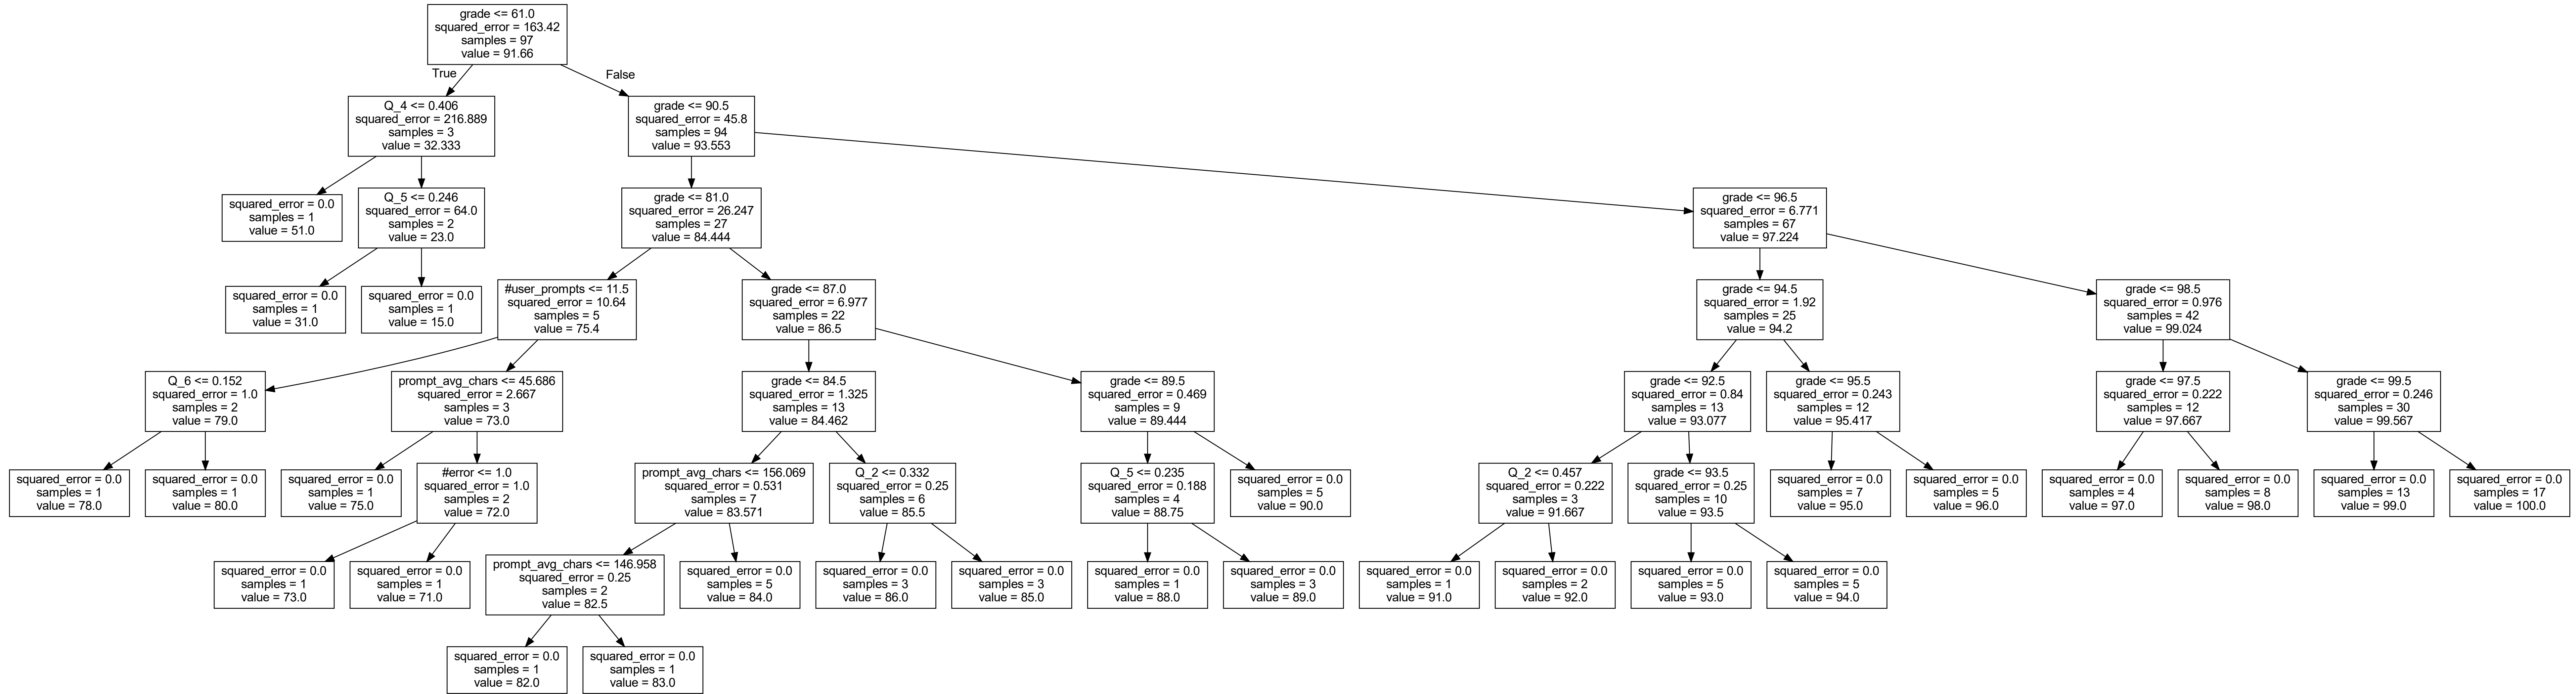 grade <= 61.0
squared_error = 163.42
samples = 97
value = 91.66
True
False
Q_4 <= 0.406
squared_error = 216.889
samples = 3
value = 32.333
grade <= 90.5
squared_error = 45.8
samples = 94
value = 93.553
squared_error = 0.0
samples = 1
value = 51.0
Q_5 <= 0.246
squared_error = 64.0
samples = 2
value = 23.0
grade <= 81.0
squared_error = 26.247
samples = 27
value = 84.444
grade <= 96.5
squared_error = 6.771
samples = 67
value = 97.224
squared_error = 0.0
samples = 1
value = 31.0
squared_error = 0.0
samples = 1
value = 15.0
#user_prompts <= 11.5
squared_error = 10.64
samples = 5
value = 75.4
grade <= 87.0
squared_error = 6.977
samples = 22
value = 86.5
grade <= 94.5
squared_error = 1.92
samples = 25
value = 94.2
grade <= 98.5
squared_error = 0.976
samples = 42
value = 99.024
Q_6 <= 0.152
squared_error = 1.0
samples = 2
value = 79.0
prompt_avg_chars <= 45.686
squared_error = 2.667
samples = 3
value = 73.0
grade <= 84.5
squared_error = 1.325
samples = 13
value = 84.462
grade <= 89.5
squared_error = 0.469
samples = 9
value = 89.444
grade <= 92.5
squared_error = 0.84
samples = 13
value = 93.077
grade <= 95.5
squared_error = 0.243
samples = 12
value = 95.417
grade <= 97.5
squared_error = 0.222
samples = 12
value = 97.667
grade <= 99.5
squared_error = 0.246
samples = 30
value = 99.567
squared_error = 0.0
samples = 1
value = 78.0
squared_error = 0.0
samples = 1
value = 80.0
squared_error = 0.0
samples = 1
value = 75.0
#error <= 1.0
squared_error = 1.0
samples = 2
value = 72.0
prompt_avg_chars <= 156.069
squared_error = 0.531
samples = 7
value = 83.571
Q_2 <= 0.332
squared_error = 0.25
samples = 6
value = 85.5
Q_5 <= 0.235
squared_error = 0.188
samples = 4
value = 88.75
squared_error = 0.0
samples = 5
value = 90.0
Q_2 <= 0.457
squared_error = 0.222
samples = 3
value = 91.667
grade <= 93.5
squared_error = 0.25
samples = 10
value = 93.5
squared_error = 0.0
samples = 7
value = 95.0
squared_error = 0.0
samples = 5
value = 96.0
squared_error = 0.0
samples = 4
value = 97.0
squared_error = 0.0
samples = 8
value = 98.0
squared_error = 0.0
samples = 13
value = 99.0
squared_error = 0.0
samples = 17
value = 100.0
squared_error = 0.0
samples = 1
value = 73.0
squared_error = 0.0
samples = 1
value = 71.0
prompt_avg_chars <= 146.958
squared_error = 0.25
samples = 2
value = 82.5
squared_error = 0.0
samples = 5
value = 84.0
squared_error = 0.0
samples = 3
value = 86.0
squared_error = 0.0
samples = 3
value = 85.0
squared_error = 0.0
samples = 1
value = 88.0
squared_error = 0.0
samples = 3
value = 89.0
squared_error = 0.0
samples = 1
value = 91.0
squared_error = 0.0
samples = 2
value = 92.0
squared_error = 0.0
samples = 5
value = 93.0
squared_error = 0.0
samples = 5
value = 94.0
squared_error = 0.0
samples = 1
value = 82.0
squared_error = 0.0
samples = 1
value = 83.0